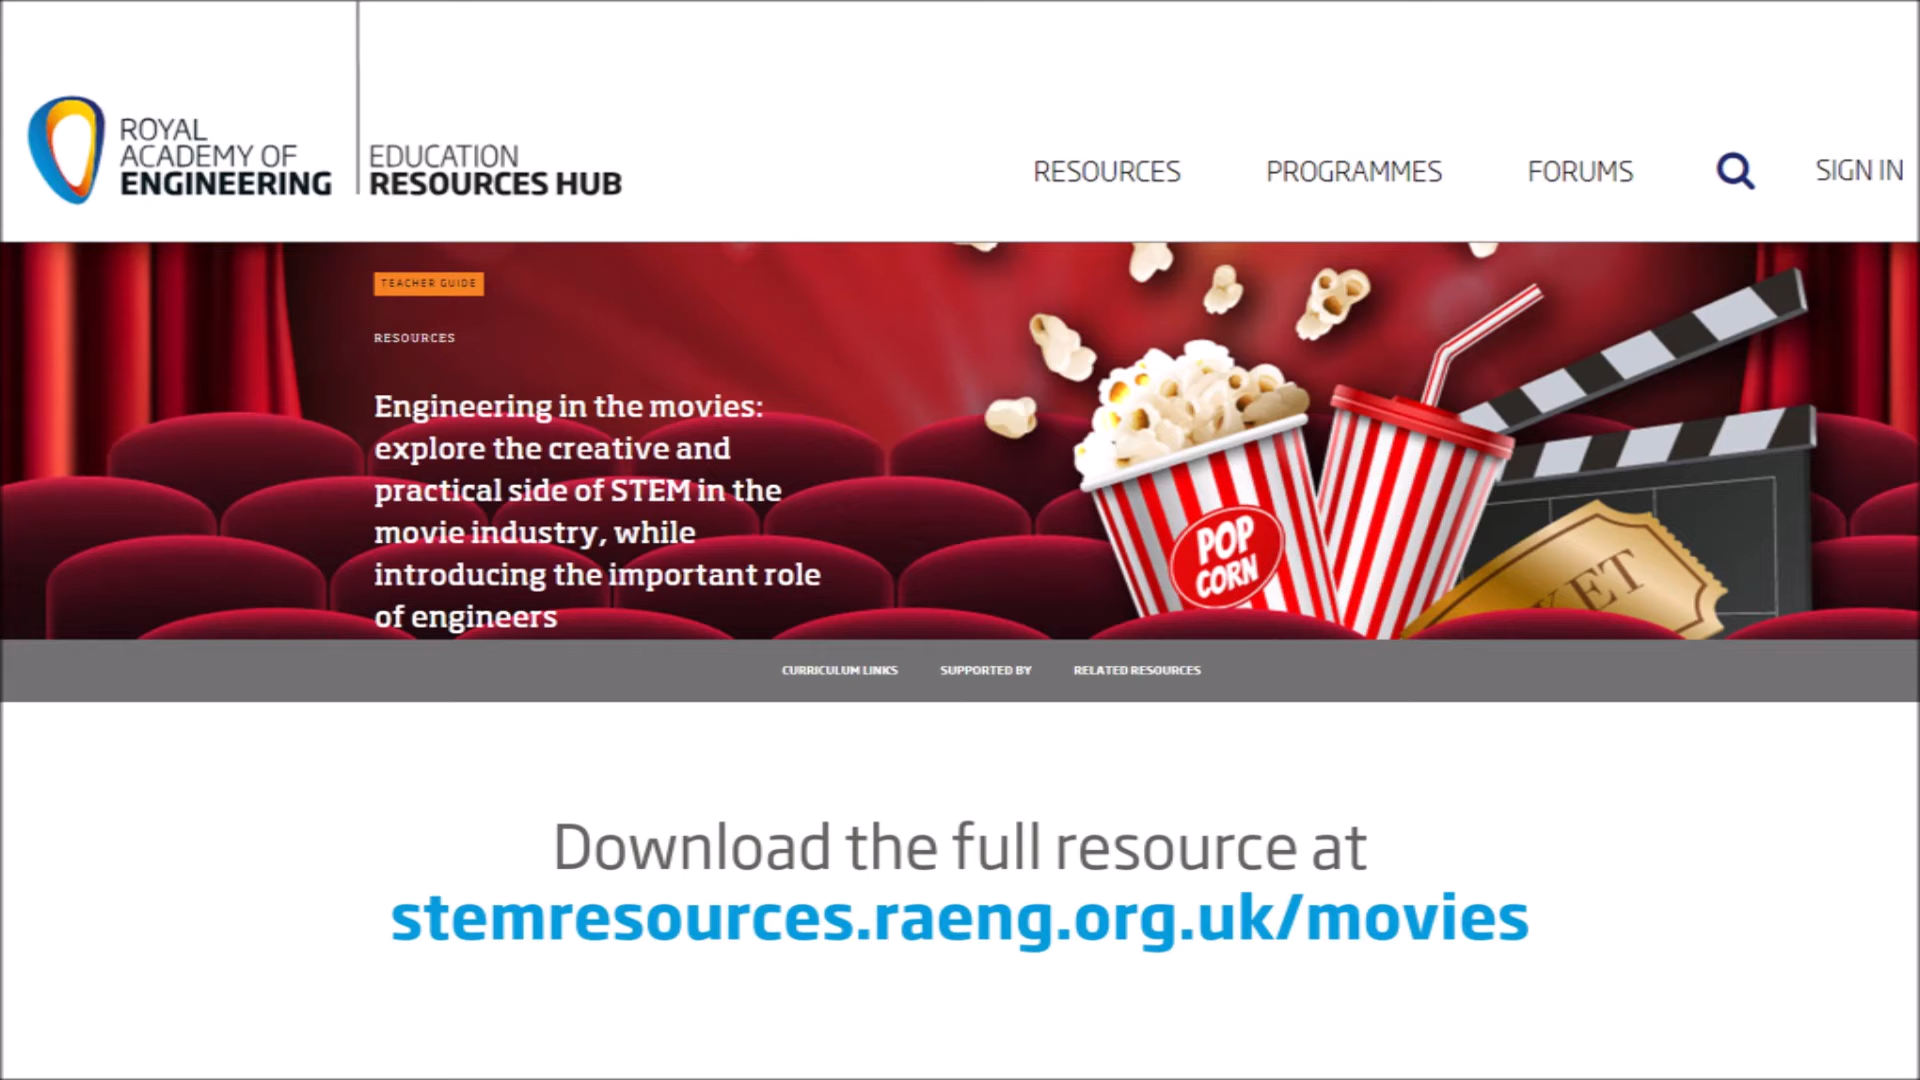 ROYAL
ACADEMY OF
ENGINEERING
EDUCATION
RESOURCES HUB
RESOURCES
PROGRAMMES
FORUMS
SIGN IN
TEACHER GUIDE
RESOURCES
Engineering in the movies:
explore the creative and
practical side of STEM in the
movie industry, while
introducing the important role
of engineers
POP
CORN
KET
CURRICULUM LINKS
SUPPORTED BY
RELATED RESOURCES
Download the full resource at
stemresources.raeng.org.uk/movies